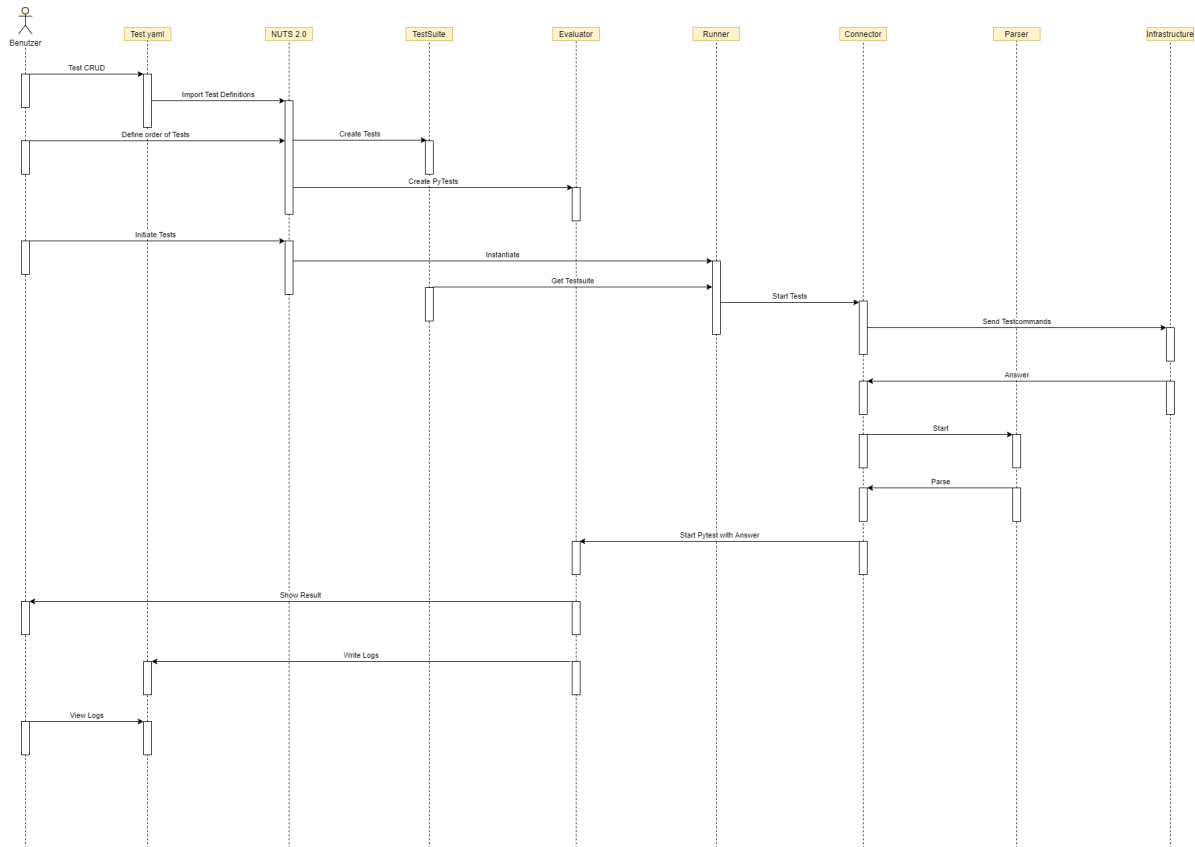 Benutzer
Test.yaml
NUTS 2.0
TestSuite
Evaluator
Runner
Connector
Parser
Infrastructure
Test CRUD
Import Test Definitions
Define order of Tests
Create Tests
Create PyTests
Initiate Tests
Instantiate
Get Testsuite
Start Tests
Send Testcommands
Answer
Start
Parse
Start Pytest with Answer
Show Result
Write Logs
View Logs